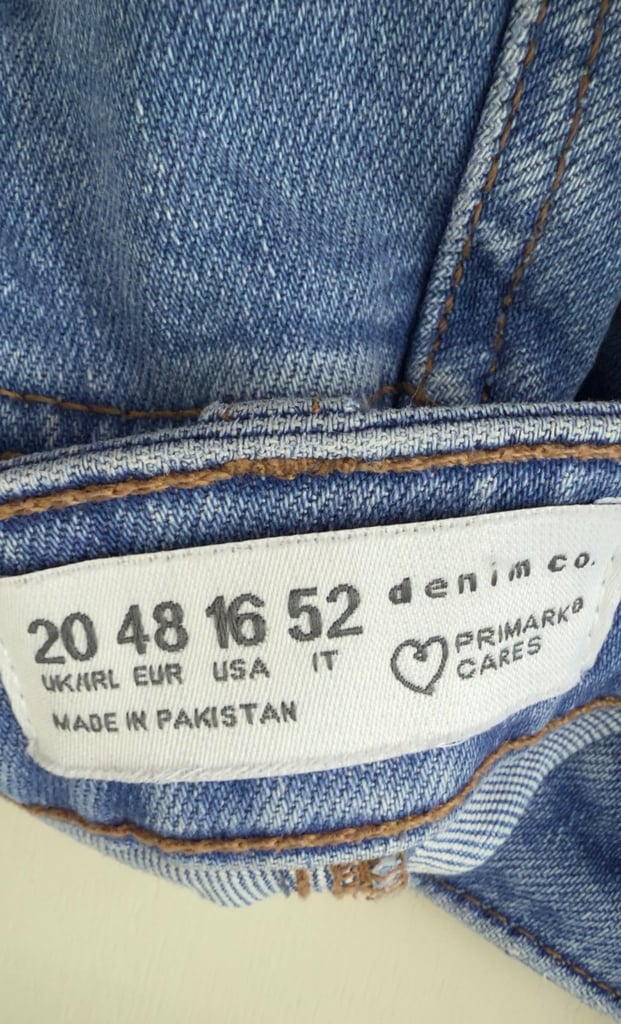 20 48 16 52 denim co.
UK/IRL EUR USA IT
PRIMARK®
CARES
MADE IN PAKISTAN